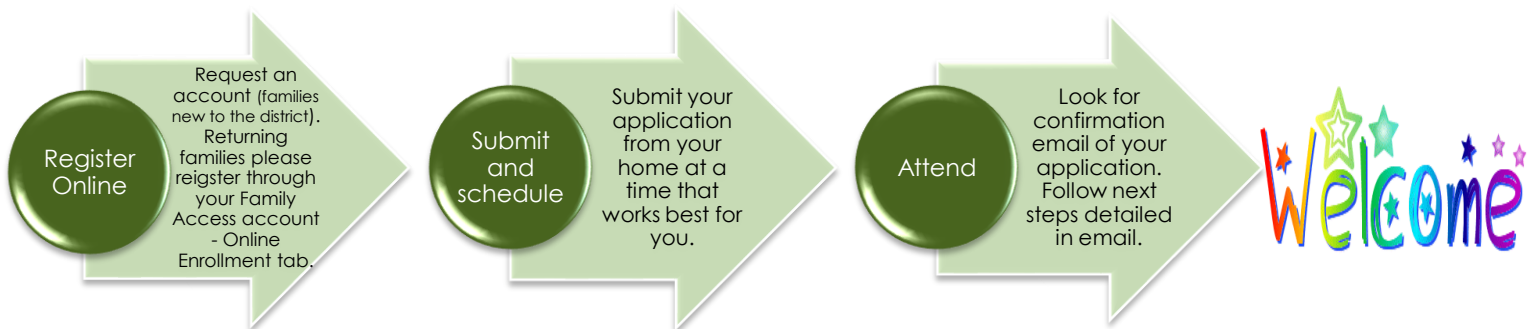 Register
Online
Request an
account (families
new to the district).
Returning
families please
reigster through
your Family
Access account
- Online
Enrollment tab.
Submit
and
schedule
Submit your
application
from your
home at a
time that
works best for
you.
Attend
Look for
confirmation
email of your
application.
Follow next
steps detailed
in email.
Welcome